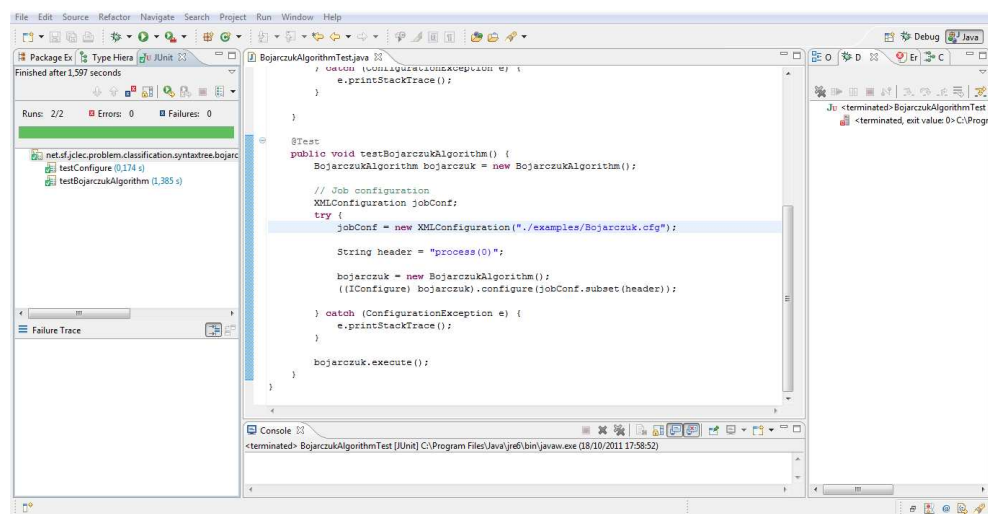 File Edit Source Refactor Navigate Search Project Run Window Help
Debug Java
Package Ex Type Hiera JUnit
Finished after 1,597 seconds
Runs: 2/2 Errors: 0 Failures: 0
net.sf.jclec.problem.classification.syntaxtree.bojarc
testConfigure (0,174 s)
testBojarczukAlgorithm (1,385 s)
Failure Trace
BojarczukAlgorithmTest.java
} catch (ConfigurationException e) {
e.printStackTrace();
}
}
@Test
public void testBojarczukAlgorithm() {
BojarczukAlgorithm bojarczuk = new BojarczukAlgorithm();
// Job configuration
XMLConfiguration jobConf;
try {
jobConf = new XMLConfiguration("./examples/Bojarczuk.cfg");
String header = "process(0)";
bojarczuk = new BojarczukAlgorithm();
((IConfigure) bojarczuk).configure(jobConf.subset(header));
} catch (ConfigurationException e) {
e.printStackTrace();
}
bojarczuk.execute();
}
}
Console
<terminated> BojarczukAlgorithmTest [JUnit] C:\Program Files\Java\jre6\bin\javaw.exe (18/10/2011 17:58:52)
O D Er C
Ju <terminated> BojarczukAlgorithmTest
<terminated, exit value: 0> C:\Progr